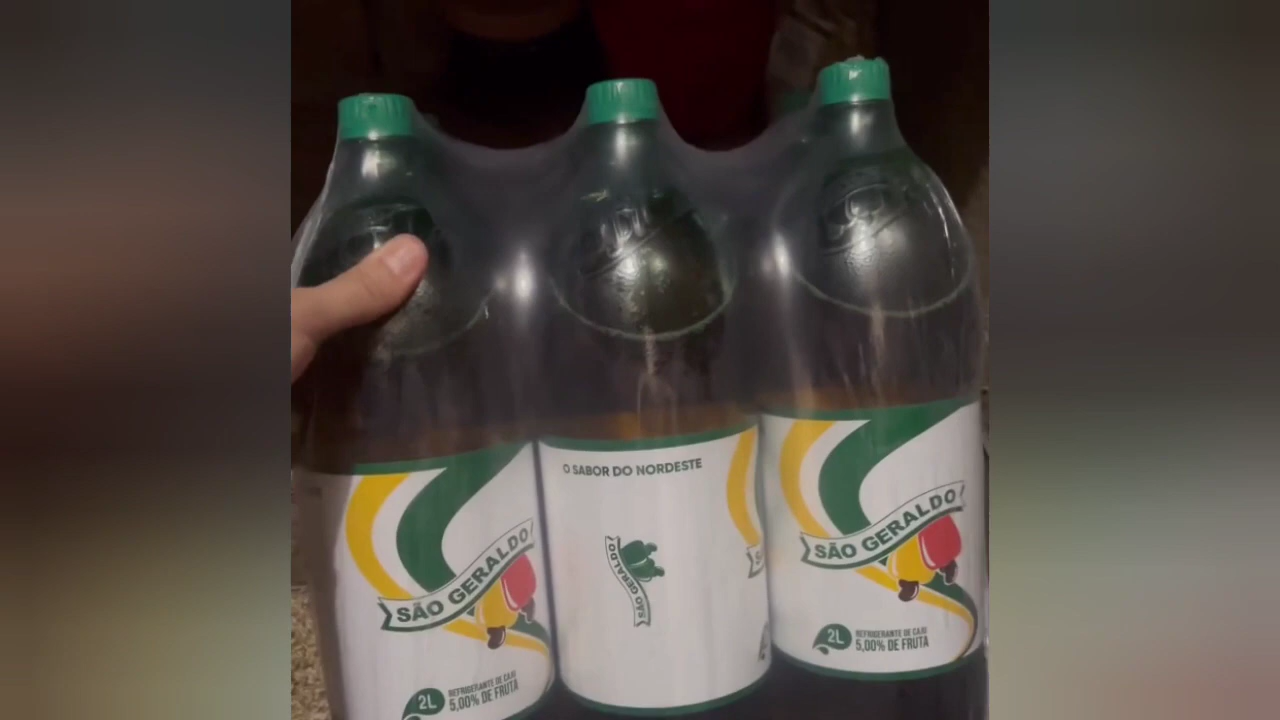 SÃO GERALDO
2L
REFRIGERANTE DE CAJU
5,00% DE FRUTA
O SABOR DO NORDESTE
SÃO GERALDO
SÃO GERALDO
2L
REFRIGERANTE DE CAJU
5,00% DE FRUTA